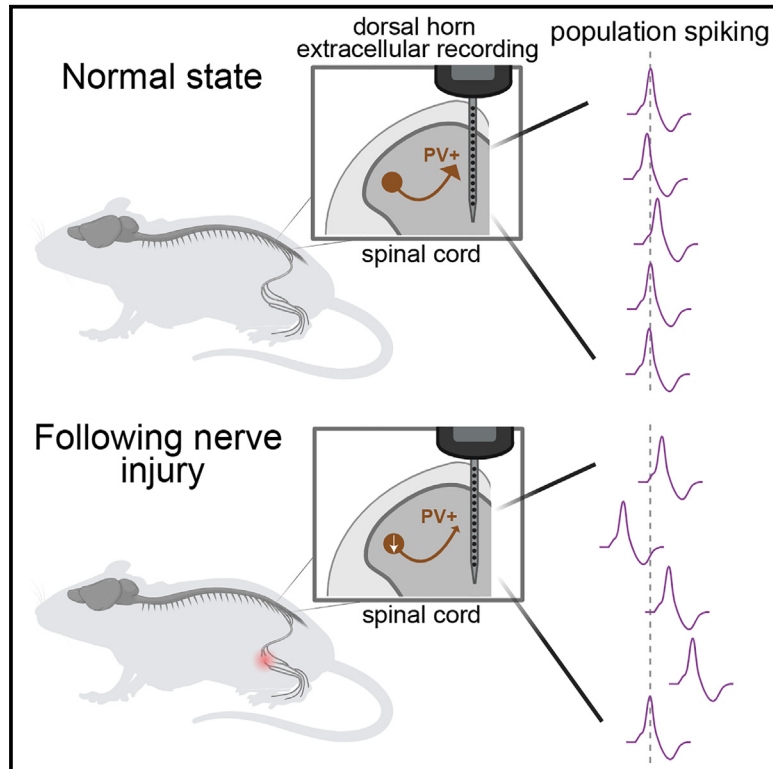 Normal state
dorsal horn
extracellular recording
population spiking
PV+
spinal cord
Following nerve
injury
PV+
spinal cord